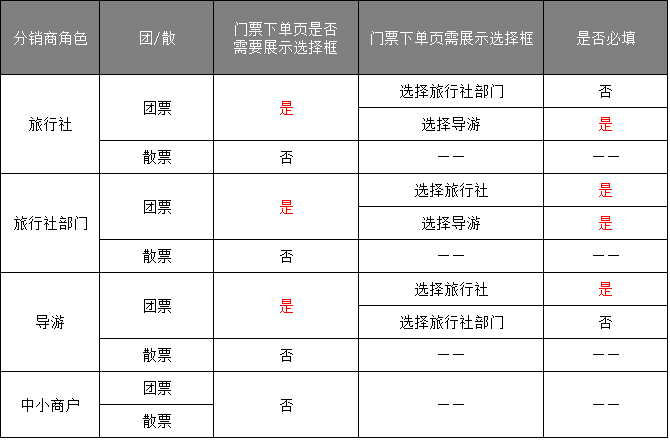 分销商角色
团/散
门票下单页是否
需要展示选择框
门票下单页需展示选择框
是否必填
旅行社
团票
是
选择旅行社部门
否
选择导游
是
散票
否
——
——
旅行社部门
团票
是
选择旅行社
是
选择导游
是
散票
否
——
——
导游
团票
是
选择旅行社
是
选择旅行社部门
否
散票
否
——
——
中小商户
团票
散票
否
——
——